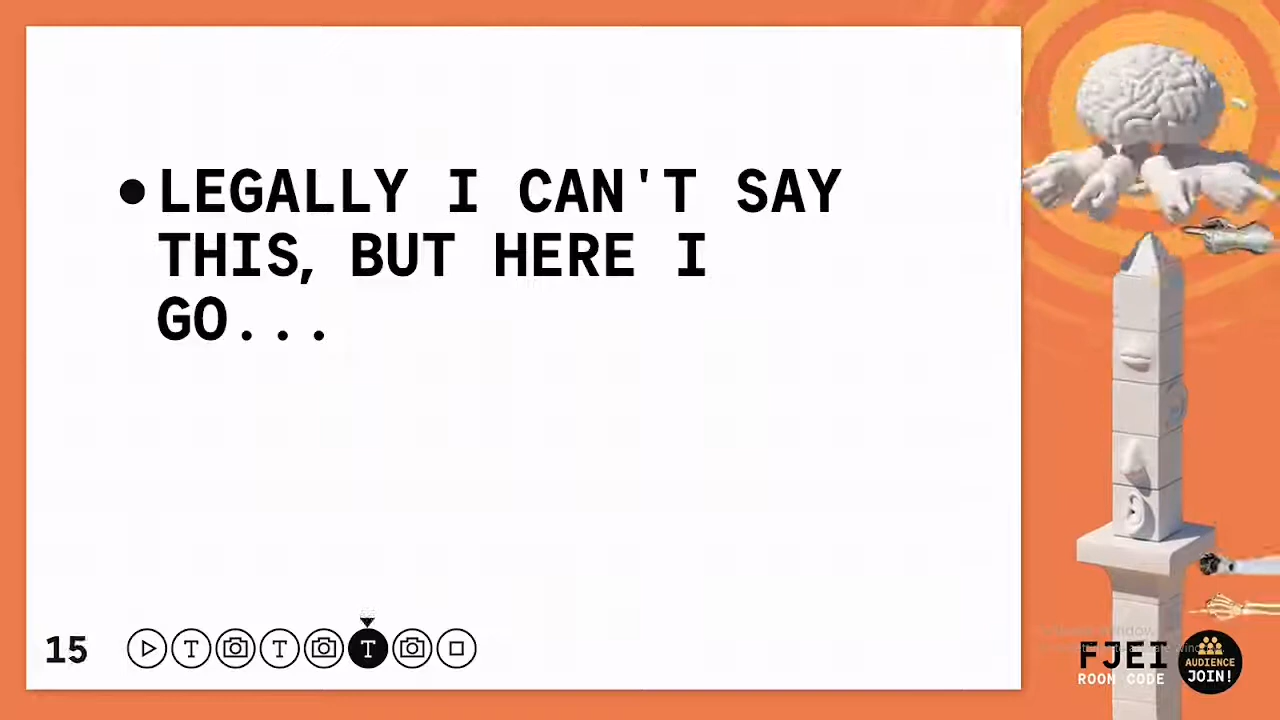 LEGALLY I CAN'T SAY
THIS, BUT HERE I
GO...
15
T
T
T
FJEI
ROOM CODE
AUDIENCE
JOIN!